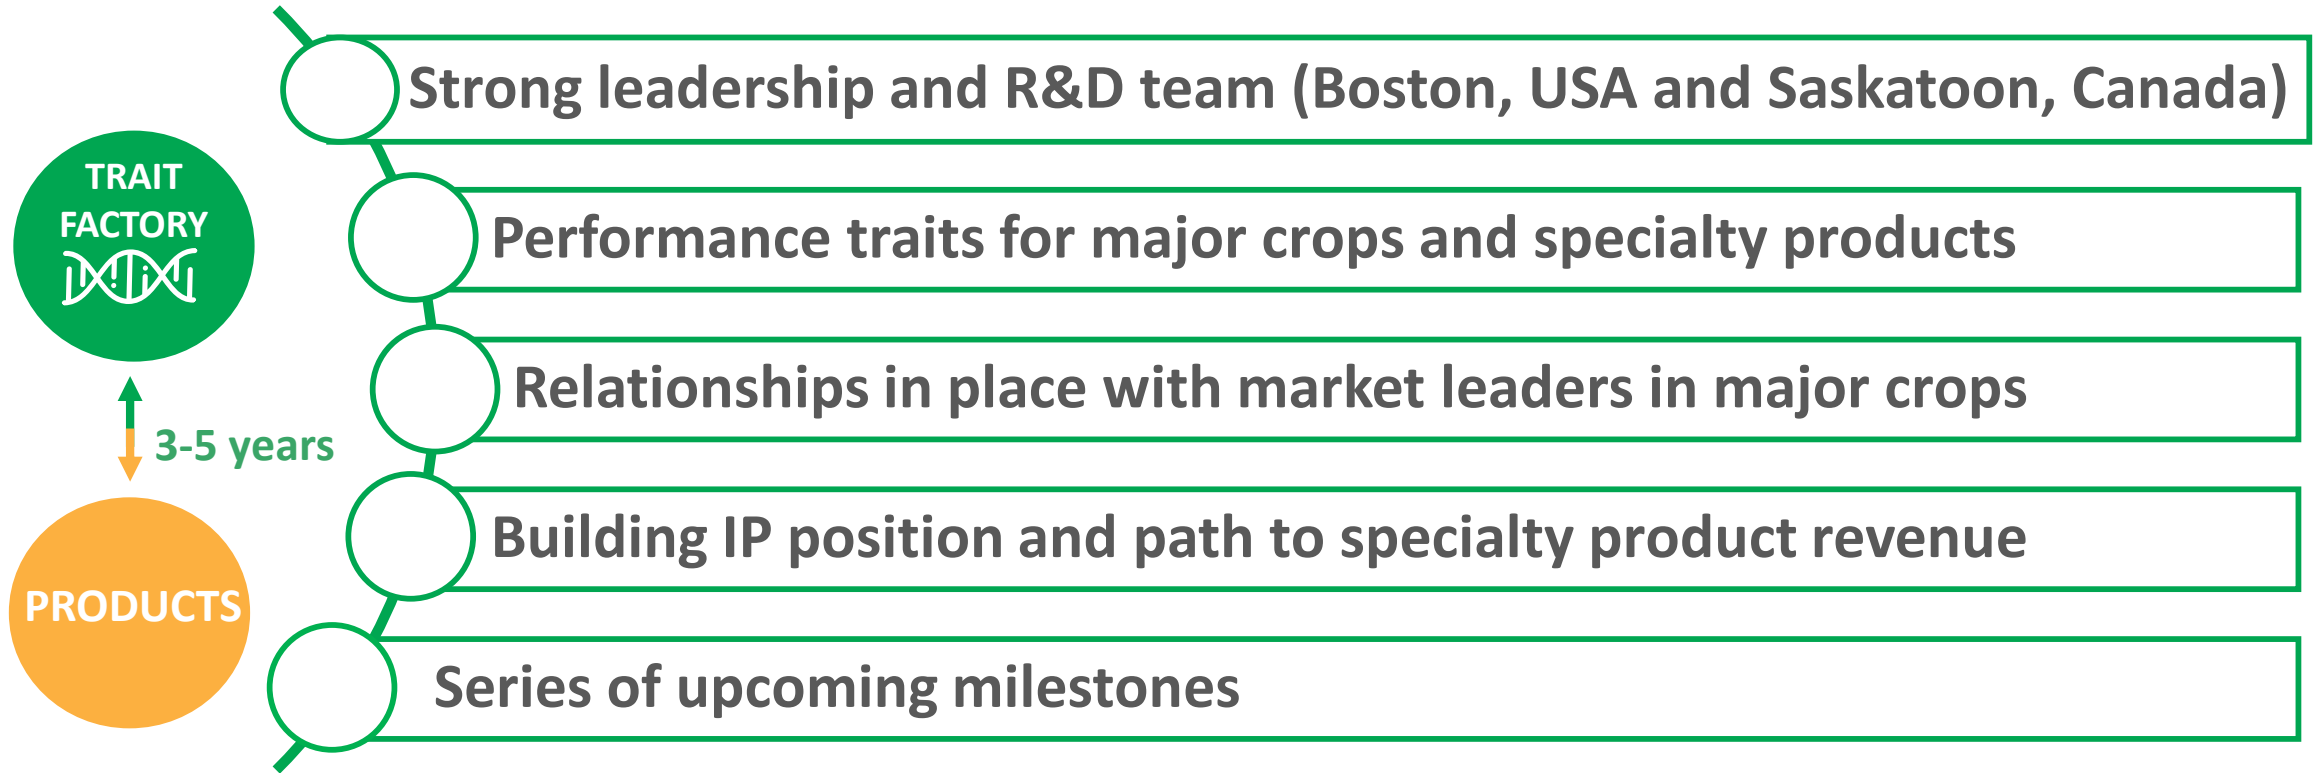 Strong leadership and R&D team (Boston, USA and Saskatoon, Canada)
TRAIT
FACTORY
Performance traits for major crops and specialty products
Relationships in place with market leaders in major crops
3-5 years
Building IP position and path to specialty product revenue
PRODUCTS
Series of upcoming milestones